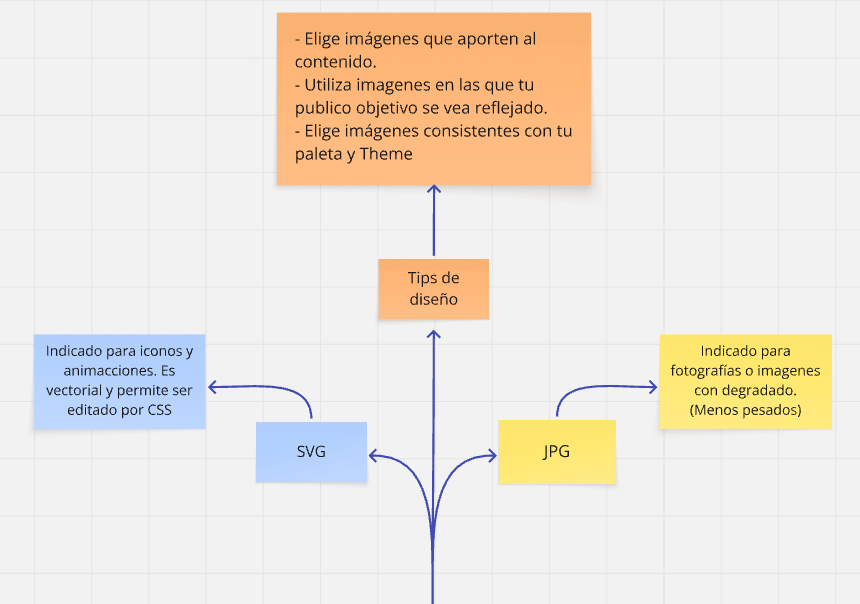 - Elige imágenes que aporten al
contenido.
- Utiliza imagenes en las que tu
publico objetivo se vea reflejado.
- Elige imágenes consistentes con tu
paleta y Theme
Tips de
diseño
Indicado para iconos y
animacciones. Es
vectorial y permite ser
editado por CSS
Indicado para
fotografías o imagenes
con degradado.
(Menos pesados)
SVG
JPG